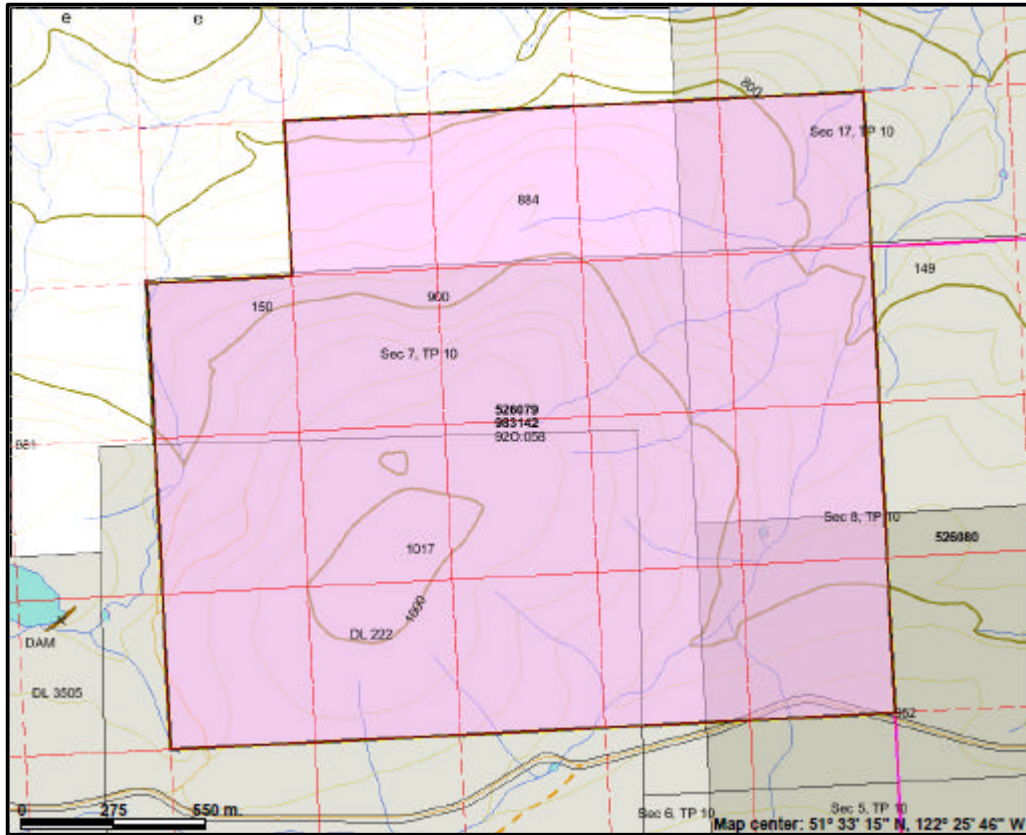 e e
800
Sec 17, TP 10
884
149
150
900
Sec 7, TP 10
526079
983142
92O.058
981
Sec 8, TP 10
526080
1017
1000
DL 222
DAM
DL 3505
0 275 550 m.
Sec 6, TP 10
Sec 5, TP 10
Map center: 51° 33' 15" N, 122° 25' 46" W